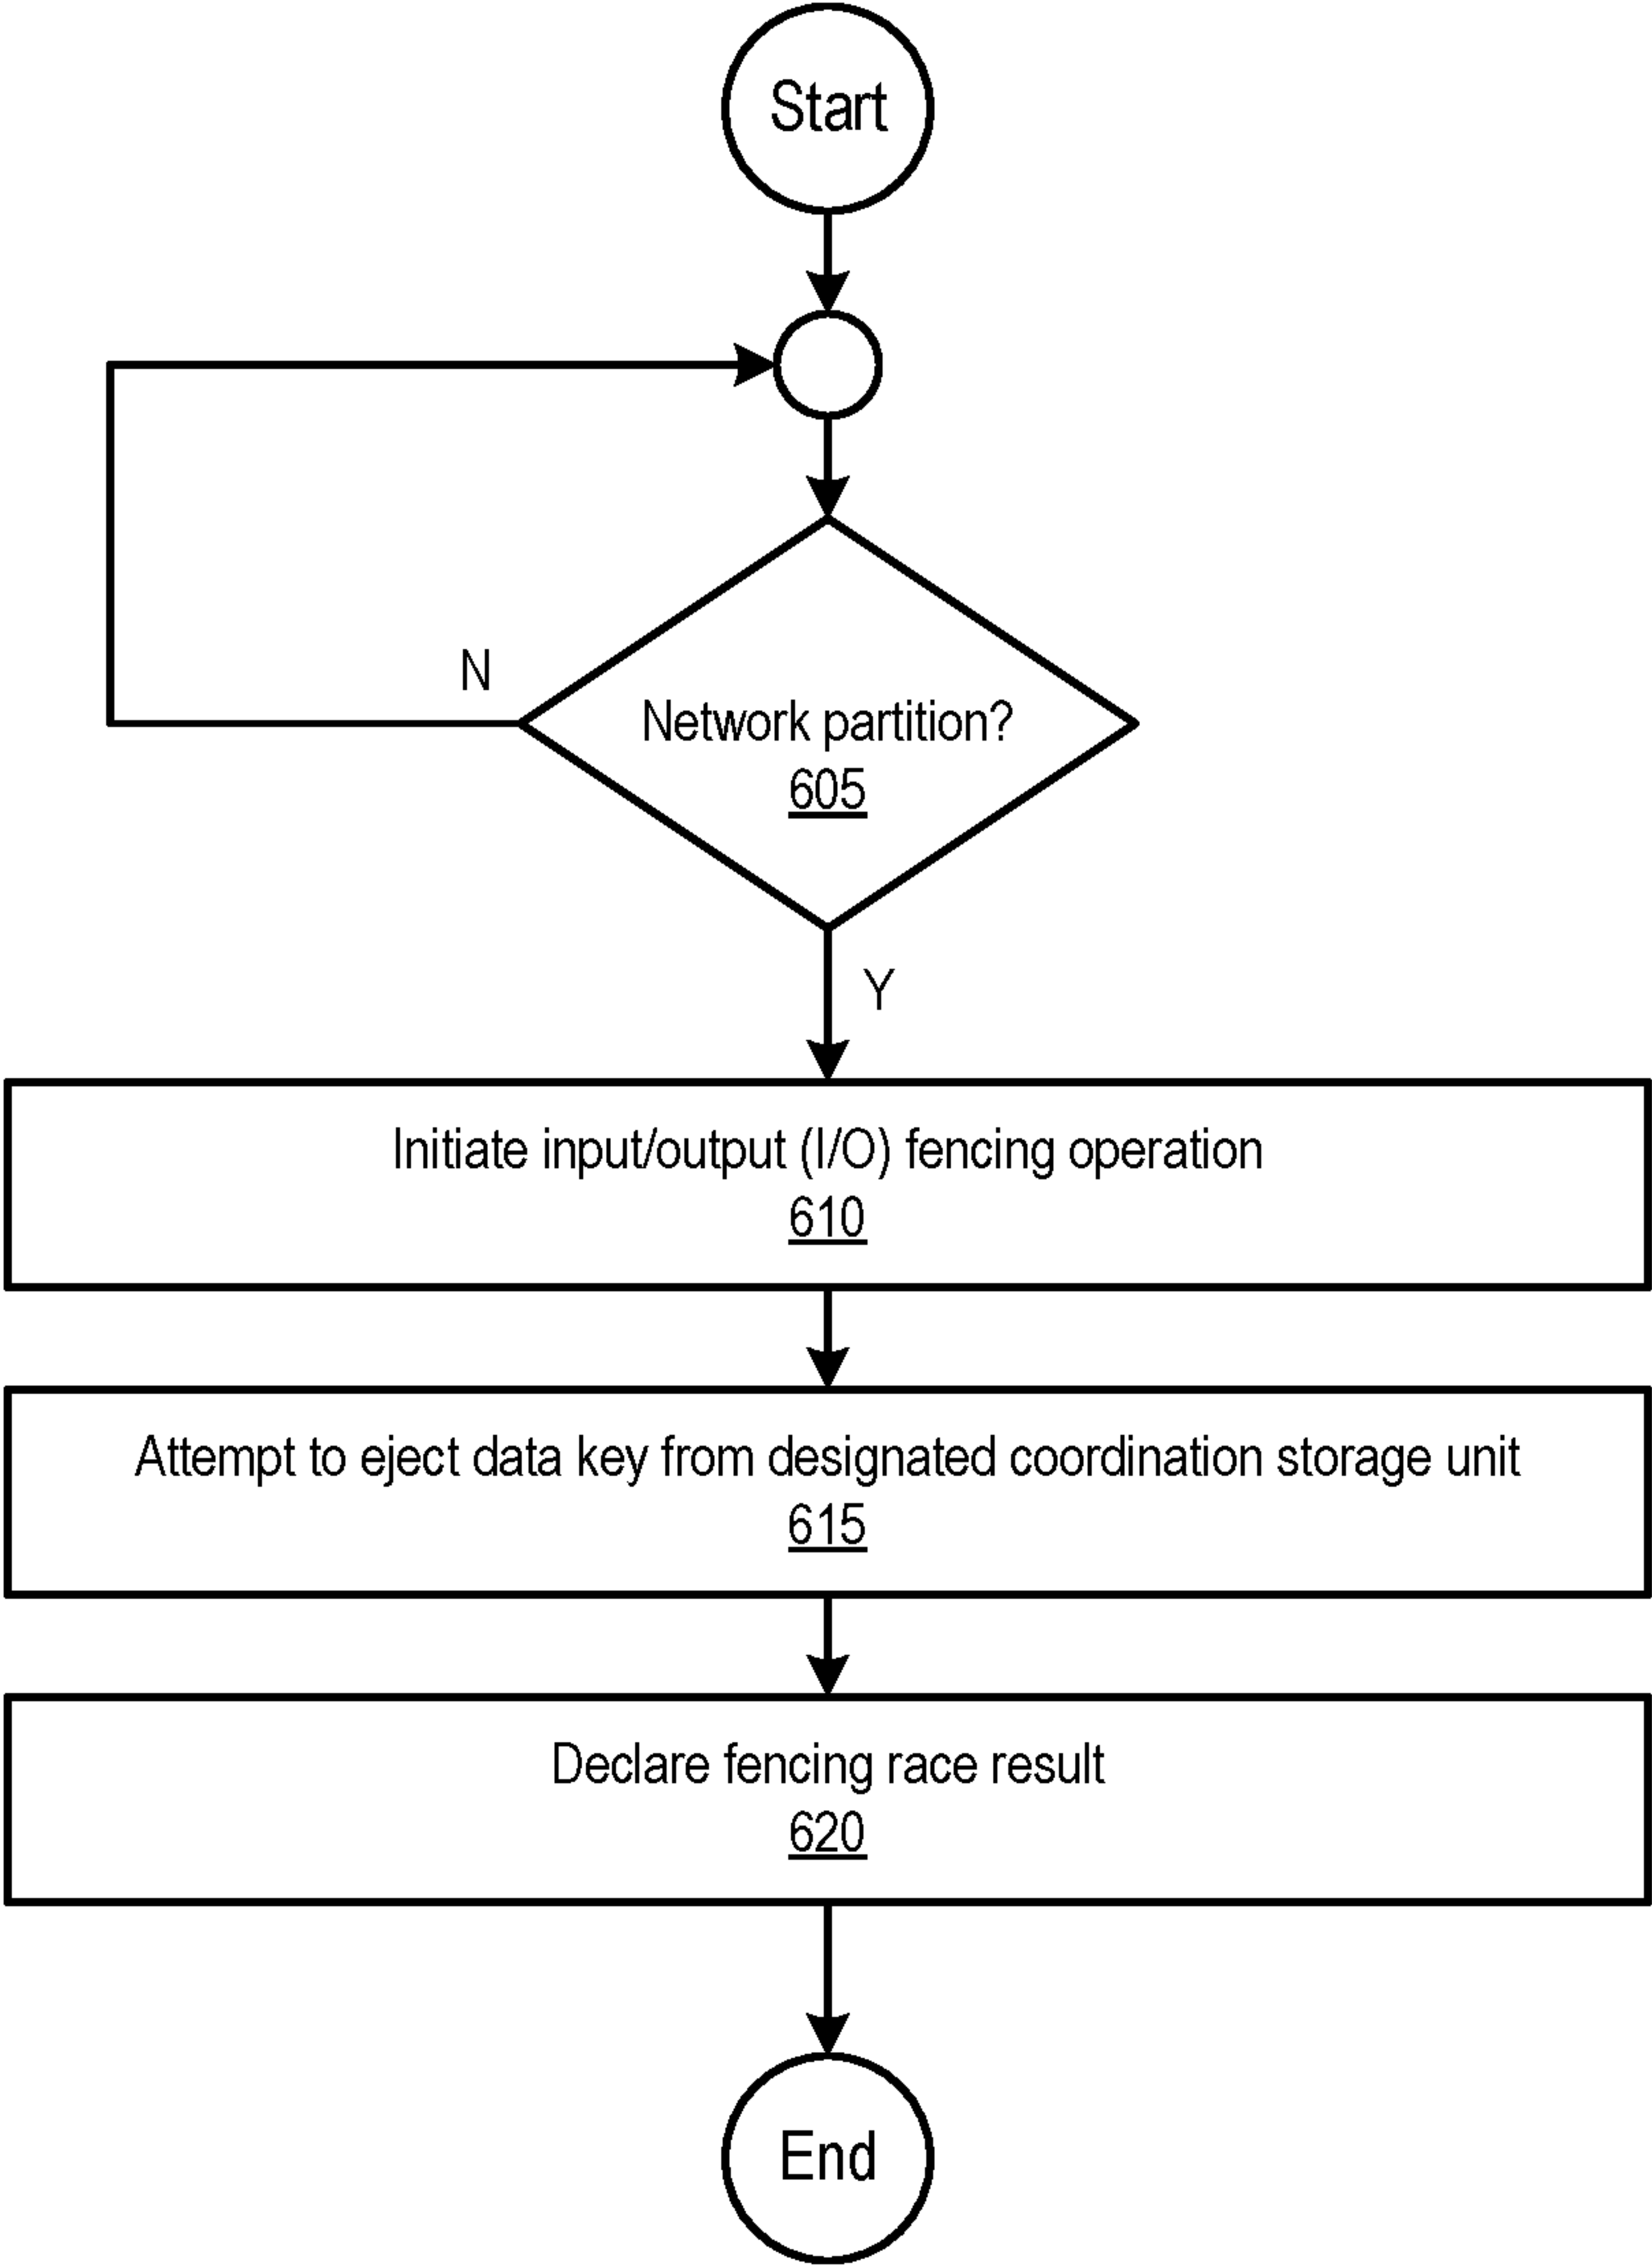 Start
N
Network partition?
605
Y
Initiate input/output (I/O) fencing operation
610
Attempt to eject data key from designated coordination storage unit
615
Declare fencing race result
620
End